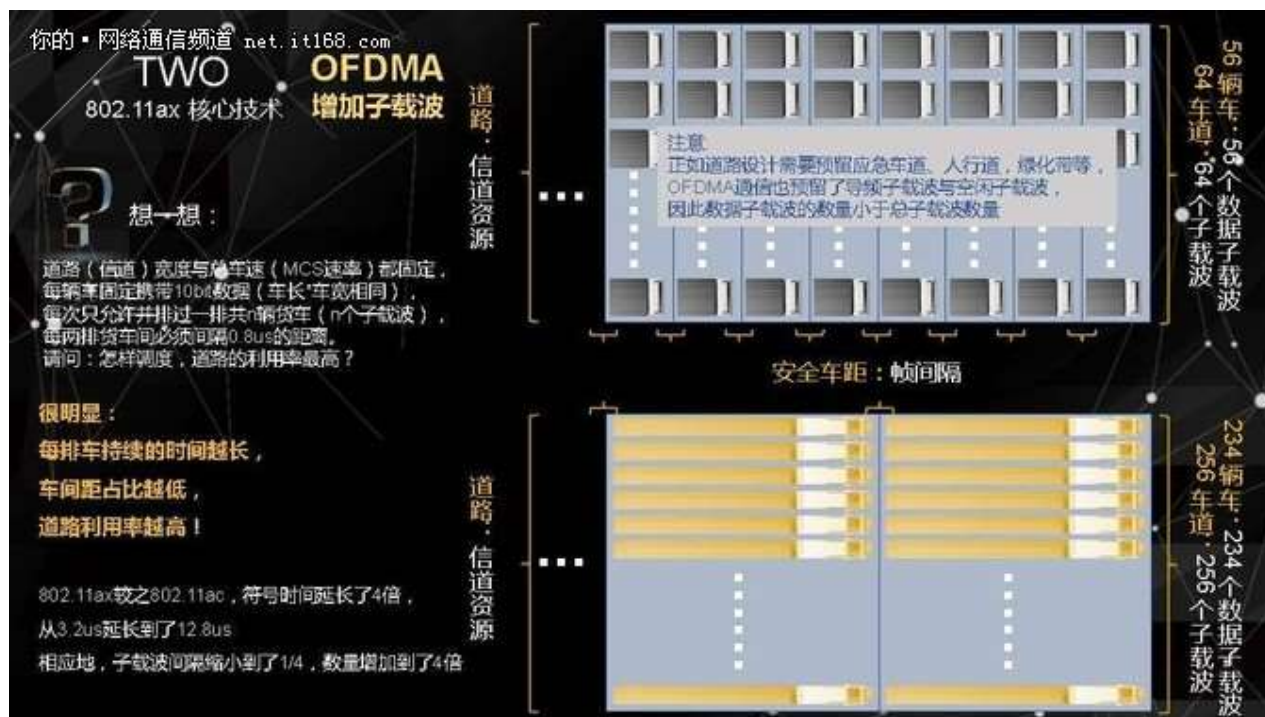 你的·网络通信频道 net.it168.com
TWO
802.11ax 核心技术
OFDMA
增加子载波
想一想：
道路（信道）宽度与总车速（MCS速率）都固定，
每辆车固定携带10bit数据（车长*车宽相同），
每次只允许并排过一排共n辆货车（n个子载波），
每两排货车间必须间隔0.8us的距离。
请问：怎样调度，道路的利用率最高？
很明显：
每排车持续的时间越长，
车间距占比越低，
道路利用率越高！
802.11ax较之802.11ac，符号时间延长了4倍，
从3.2us延长到了12.8us
相应地，子载波间隔缩小到了1/4，数量增加到了4倍
道路：信道资源
注意
正如道路设计需要预留应急车道、人行道，绿化带等，
OFDMA通信也预留了导频子载波与空闲子载波，
因此数据子载波的数量小于总子载波数量
56辆车：56个数据子载波
64车道：64个子载波
安全车距：帧间隔
道路：信道资源
234辆车：234个数据子载波
256车道：256个子载波